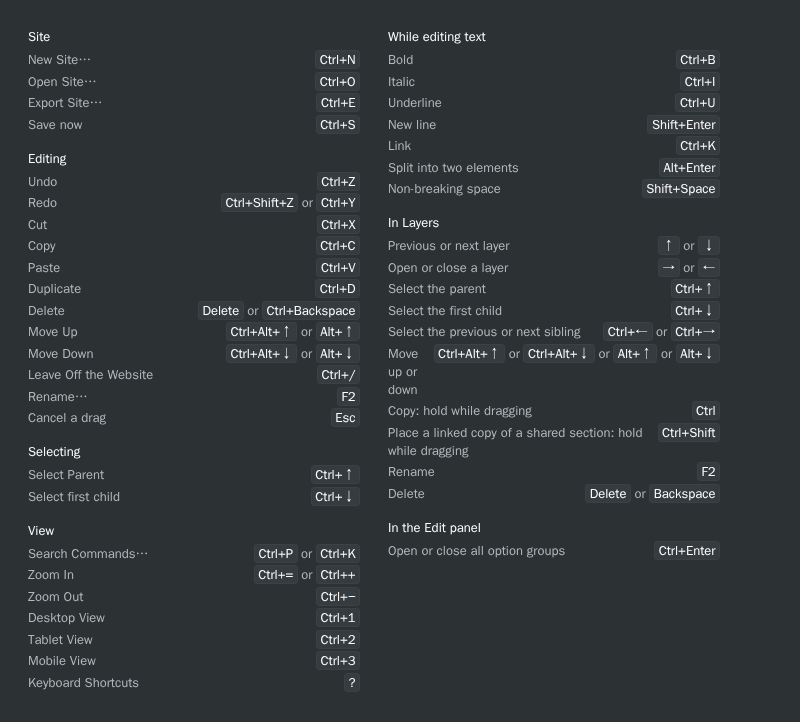 Site
New Site··· Ctrl+N
Open Site··· Ctrl+O
Export Site··· Ctrl+E
Save now Ctrl+S
Editing
Undo Ctrl+Z
Redo Ctrl+Shift+Z or Ctrl+Y
Cut Ctrl+X
Copy Ctrl+C
Paste Ctrl+V
Duplicate Ctrl+D
Delete Delete or Ctrl+Backspace
Move Up Ctrl+Alt+↑ or Alt+↑
Move Down Ctrl+Alt+↓ or Alt+↓
Leave Off the Website Ctrl+/
Rename··· F2
Cancel a drag Esc
Selecting
Select Parent Ctrl+↑
Select first child Ctrl+↓
View
Search Commands··· Ctrl+P or Ctrl+K
Zoom In Ctrl+= or Ctrl++
Zoom Out Ctrl+−
Desktop View Ctrl+1
Tablet View Ctrl+2
Mobile View Ctrl+3
Keyboard Shortcuts ?
While editing text
Bold Ctrl+B
Italic Ctrl+I
Underline Ctrl+U
New line Shift+Enter
Link Ctrl+K
Split into two elements Alt+Enter
Non-breaking space Shift+Space
In Layers
Previous or next layer ↑ or ↓
Open or close a layer → or ←
Select the parent Ctrl+↑
Select the first child Ctrl+↓
Select the previous or next sibling Ctrl+← or Ctrl+→
Move Ctrl+Alt+↑ or Ctrl+Alt+↓ or Alt+↑ or Alt+↓
up or
down
Copy: hold while dragging Ctrl
Place a linked copy of a shared section: hold Ctrl+Shift
while dragging
Rename F2
Delete Delete or Backspace
In the Edit panel
Open or close all option groups Ctrl+Enter